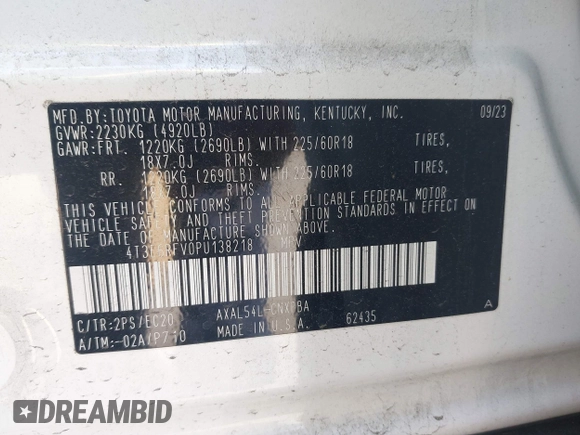 MFD.BY:TOYOTA MOTOR MANUFACTURING, KENTUCKY, INC. 09/23
GVWR:2230KG (4920LB)
GAWR:FRT. 1220KG (2690LB) WITH 225/60R18 TIRES,
18X7.0J RIMS.
RR. 1220KG (2690LB) WITH 225/60R18 TIRES,
RIMS.
THIS VEHICLE CONFORMS TO ALL APPLICABLE FEDERAL MOTOR
VEHICLE AND THEFT PREVENTION STANDARDS IN EFFECT ON
THE DATE OF MANUFACTURE SHOWN ABOVE.
MPV
C/TR:2PS/EC20
A/TM:-02A/
MADE IN U.S.A. 62435 A
DREAMBID